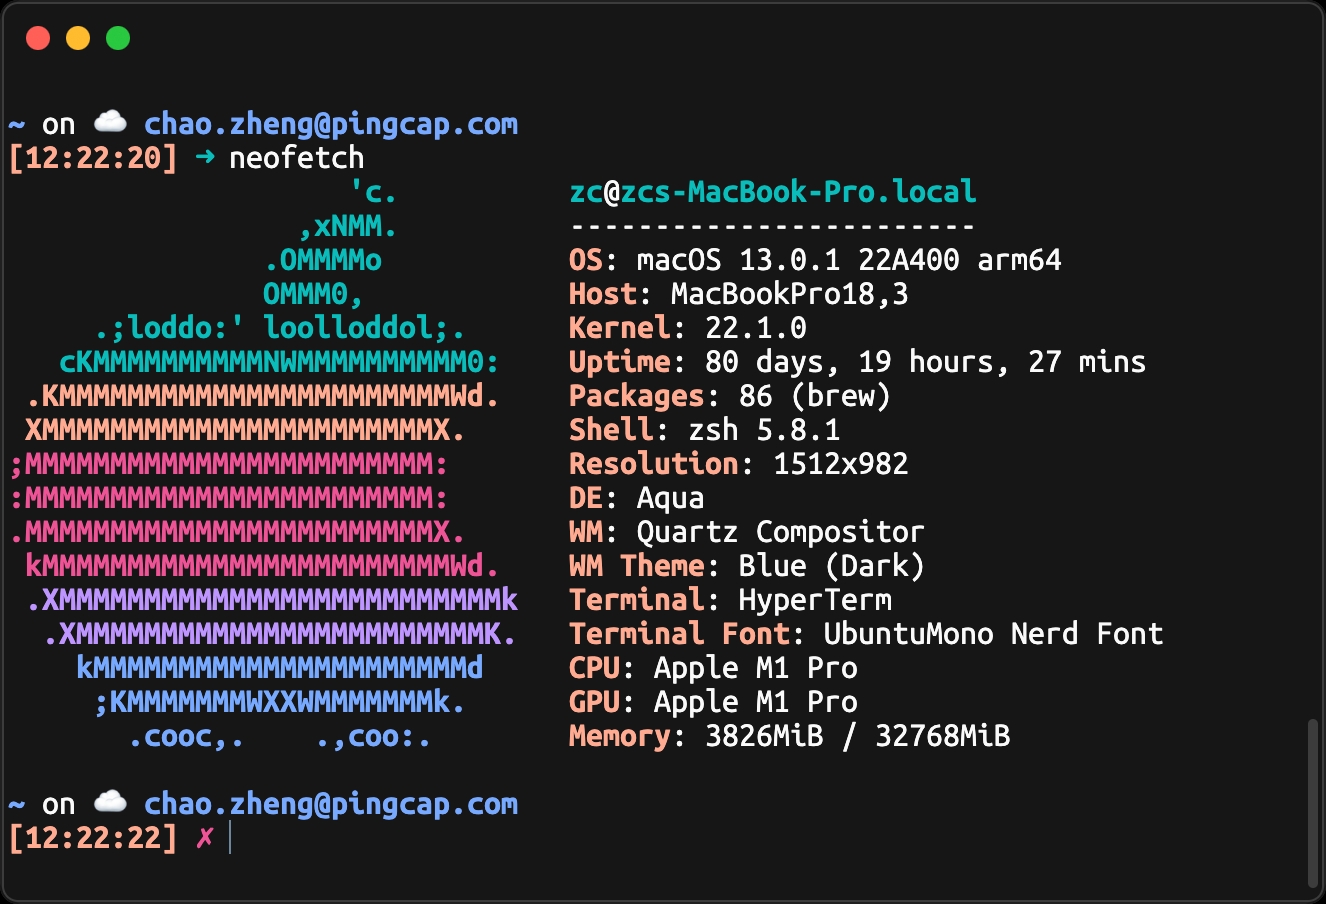 ~ on ☁️ chao.zheng@pingcap.com
[12:22:20] ➜ neofetch
                    'c.          zc@zcs-MacBook-Pro.local
                 ,xNMM.          ------------------------
               .OMMMMo           OS: macOS 13.0.1 22A400 arm64
               OMMM0,            Host: MacBookPro18,3
     .;loddo:' loolloddol;.      Kernel: 22.1.0
   cKMMMMMMMMMMNWMMMMMMMMMM0:    Uptime: 80 days, 19 hours, 27 mins
 .KMMMMMMMMMMMMMMMMMMMMMMMWd.    Packages: 86 (brew)
 XMMMMMMMMMMMMMMMMMMMMMMMX.      Shell: zsh 5.8.1
;MMMMMMMMMMMMMMMMMMMMMMMM:       Resolution: 1512x982
:MMMMMMMMMMMMMMMMMMMMMMMM:       DE: Aqua
.MMMMMMMMMMMMMMMMMMMMMMMMX.      WM: Quartz Compositor
 kMMMMMMMMMMMMMMMMMMMMMMMMWd.    WM Theme: Blue (Dark)
 .XMMMMMMMMMMMMMMMMMMMMMMMMMMk   Terminal: HyperTerm
  .XMMMMMMMMMMMMMMMMMMMMMMMMK.   Terminal Font: UbuntuMono Nerd Font
    kMMMMMMMMMMMMMMMMMMMMMMd     CPU: Apple M1 Pro
     ;KMMMMMMMWXXWMMMMMMMk.      GPU: Apple M1 Pro
       .cooc,.    .,coo:.        Memory: 3826MiB / 32768MiB
~ on ☁️ chao.zheng@pingcap.com
[12:22:22] ✗